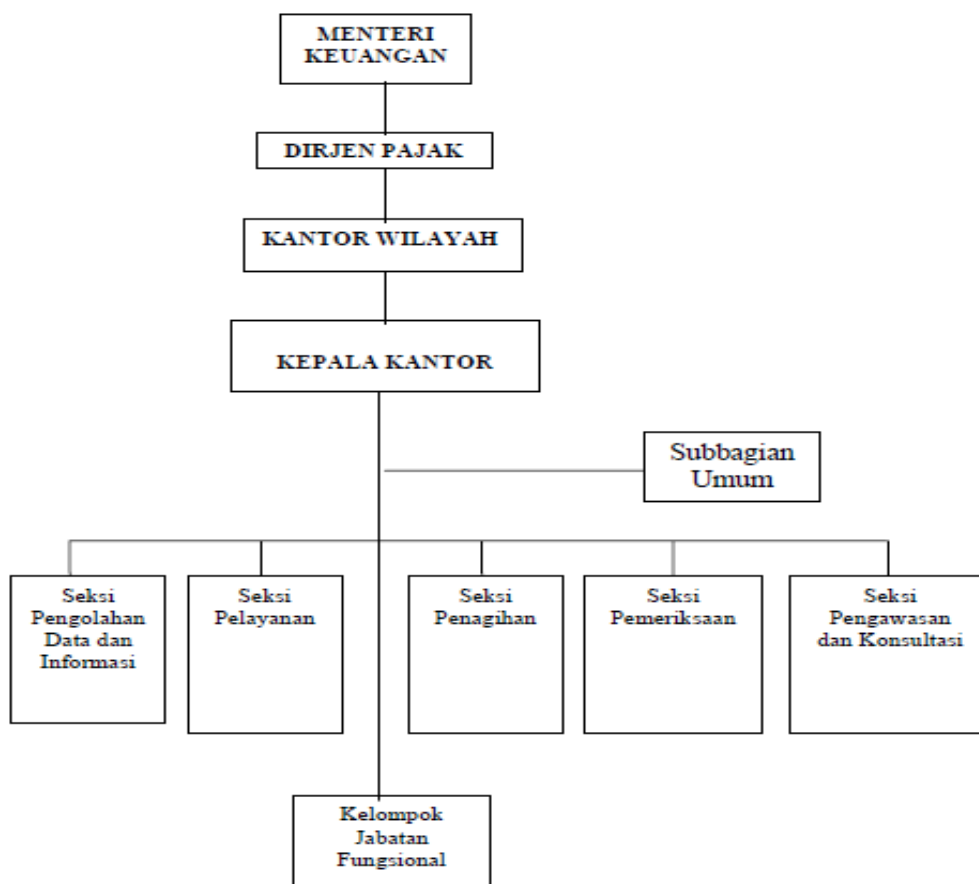 MENTERI
KEUANGAN
DIRJEN PAJAK
KANTOR WILAYAH
KEPALA KANTOR
Subbagian
Umum
Seksi
Pengolahan
Data dan
Informasi
Seksi
Pelayanan
Seksi
Penagihan
Seksi
Pemeriksaan
Seksi
Pengawasan
dan Konsultasi
Kelompok
Jabatan
Fungsional